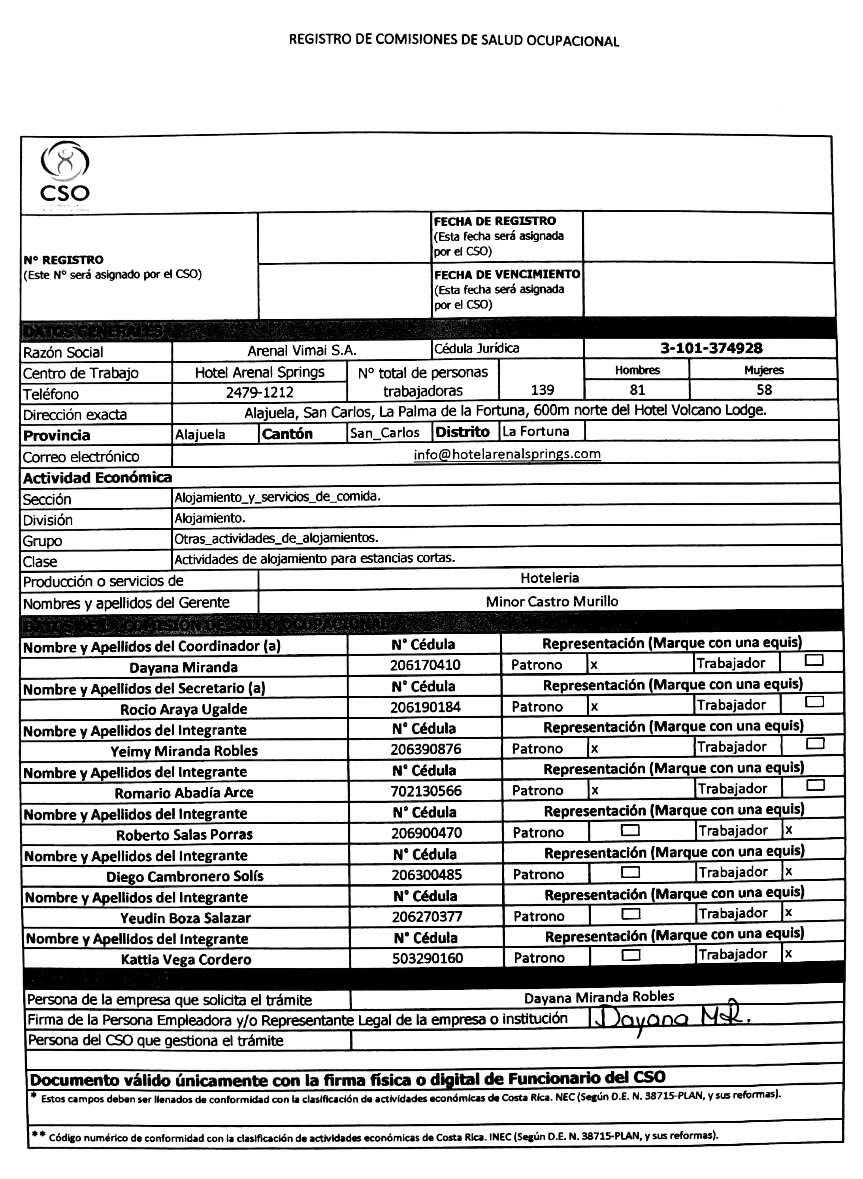 REGISTRO DE COMISIONES DE SALUD OCUPACIONAL
CSO
Nº REGISTRO
(Este Nº será asignado por el CSO)
FECHA DE REGISTRO
(Esta fecha será asignada
por el CSO)
FECHA DE VENCIMIENTO
(Esta fecha será asignada
por el CSO)
DATOS GENERALES
Razón Social Arenal Vimai S.A. Cédula Jurídica 3-101-374928
Centro de Trabajo Hotel Arenal Springs Nº total de personas trabajadoras 139 Hombres Mujeres
Teléfono 2479-1212 81 58
Dirección exacta Alajuela, San Carlos, La Palma de la Fortuna, 600m norte del Hotel Volcano Lodge.
Provincia Alajuela Cantón San_Carlos Distrito La Fortuna
Correo electrónico info@hotelarenalsprings.com
Actividad Económica
Sección Alojamiento_y_servicios_de_comida.
División Alojamiento.
Grupo Otras_actividades_de_alojamientos.
Clase Actividades de alojamiento para estancias cortas.
Producción o servicios de Hoteleria
Nombres y apellidos del Gerente Minor Castro Murillo
DATOS DE LA COMISIÓN DE SALUD OCUPACIONAL
Nombre y Apellidos del Coordinador (a) N° Cédula Representación (Marque con una equis)
Dayana Miranda 206170410 Patrono x Trabajador
Nombre y Apellidos del Secretario (a) N° Cédula Representación (Marque con una equis)
Rocio Araya Ugalde 206190184 Patrono x Trabajador
Nombre y Apellidos del Integrante N° Cédula Representación (Marque con una equis)
Yeimy Miranda Robles 206390876 Patrono x Trabajador
Nombre y Apellidos del Integrante N° Cédula Representación (Marque con una equis)
Romario Abadía Arce 702130566 Patrono x Trabajador
Nombre y Apellidos del Integrante N° Cédula Representación (Marque con una equis)
Roberto Salas Porras 206900470 Patrono Trabajador x
Nombre y Apellidos del Integrante N° Cédula Representación (Marque con una equis)
Diego Cambronero Solís 206300485 Patrono Trabajador x
Nombre y Apellidos del Integrante N° Cédula Representación (Marque con una equis)
Yeudin Boza Salazar 206270377 Patrono Trabajador x
Nombre y Apellidos del Integrante N° Cédula Representación (Marque con una equis)
Kattia Vega Cordero 503290160 Patrono Trabajador x
Persona de la empresa que solicita el trámite Dayana Miranda Robles
Firma de la Persona Empleadora y/o Representante Legal de la empresa o institución Dayana MR.
Persona del CSO que gestiona el trámite
Documento válido únicamente con la firma física o digital de Funcionario del CSO
* Estos campos deben ser llenados de conformidad con la clasificación de actividades económicas de Costa Rica. NEC (Según D.E. N. 38715-PLAN, y sus reformas).
** Código numérico de conformidad con la clasificación de actividades económicas de Costa Rica. INEC (Según D.E. N. 38715-PLAN, y sus reformas).